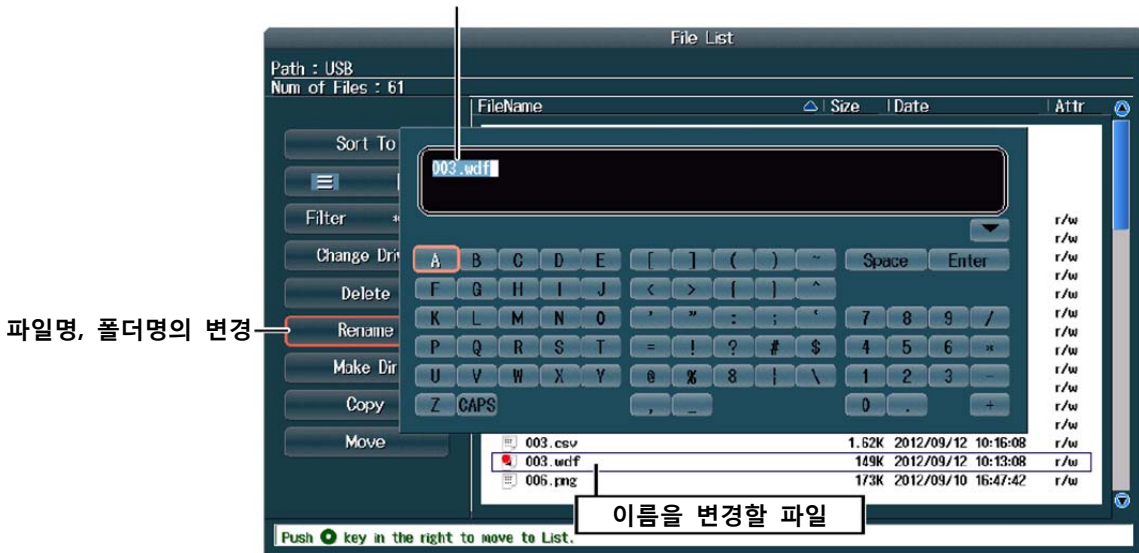 File List
Path : USB
Num of Files : 61
FileName Size Date Attr
Sort To
003.wdf
Filter
r/w
r/w
Change Dri
A B C D E [ ] ( ) ~ Space Enter
r/w
r/w
Delete
F G H I J < > { } ^
r/w
파일명, 폴더명의 변경
Rename
K L M N O ' " : ; ` 7 8 9 /
r/w
r/w
P Q R S T = ! ? # $ 4 5 6 *
r/w
Make Dir
U V W X Y @ % & | \ 1 2 3 -
r/w
r/w
Copy
Z CAPS , _ 0 . +
r/w
r/w
Move
003.csv 1.62K 2012/09/12 10:16:08 r/w
003.wdf 149K 2012/09/12 10:13:08 r/w
006.png 173K 2012/09/10 16:47:42 r/w
이름을 변경할 파일
Push key in the right to move to List.